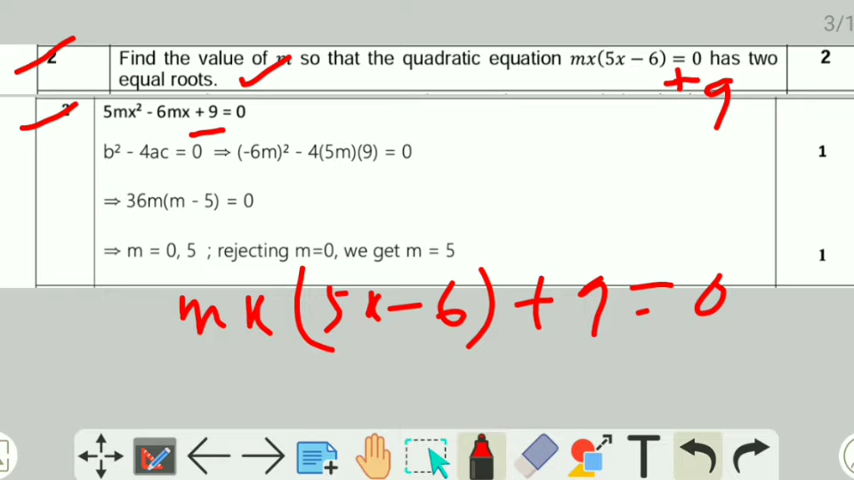 3/1
2 Find the value of m so that the quadratic equation mx(5x − 6) = 0 has two 2
equal roots.
+ 9
5mx² - 6mx + 9 = 0
b² - 4ac = 0 ⇒ (-6m)² - 4(5m)(9) = 0 1
⇒ 36m(m - 5) = 0
⇒ m = 0, 5 ; rejecting m=0, we get m = 5 1
mx(5x-6)+9=0
T